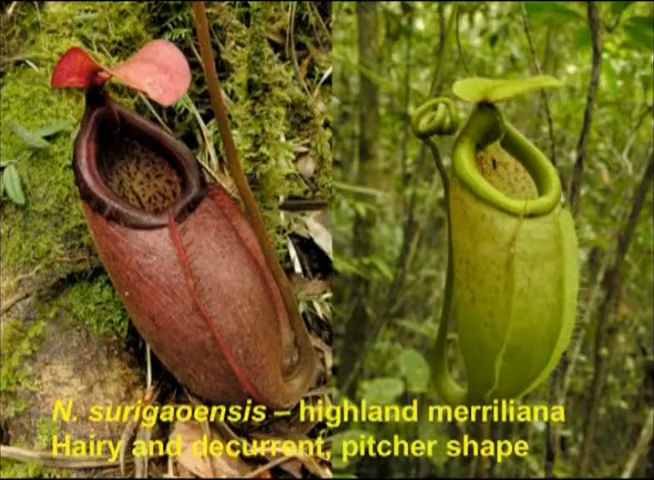 N. surigaoensis – highland merriliana
Hairy and decurrent, pitcher shape